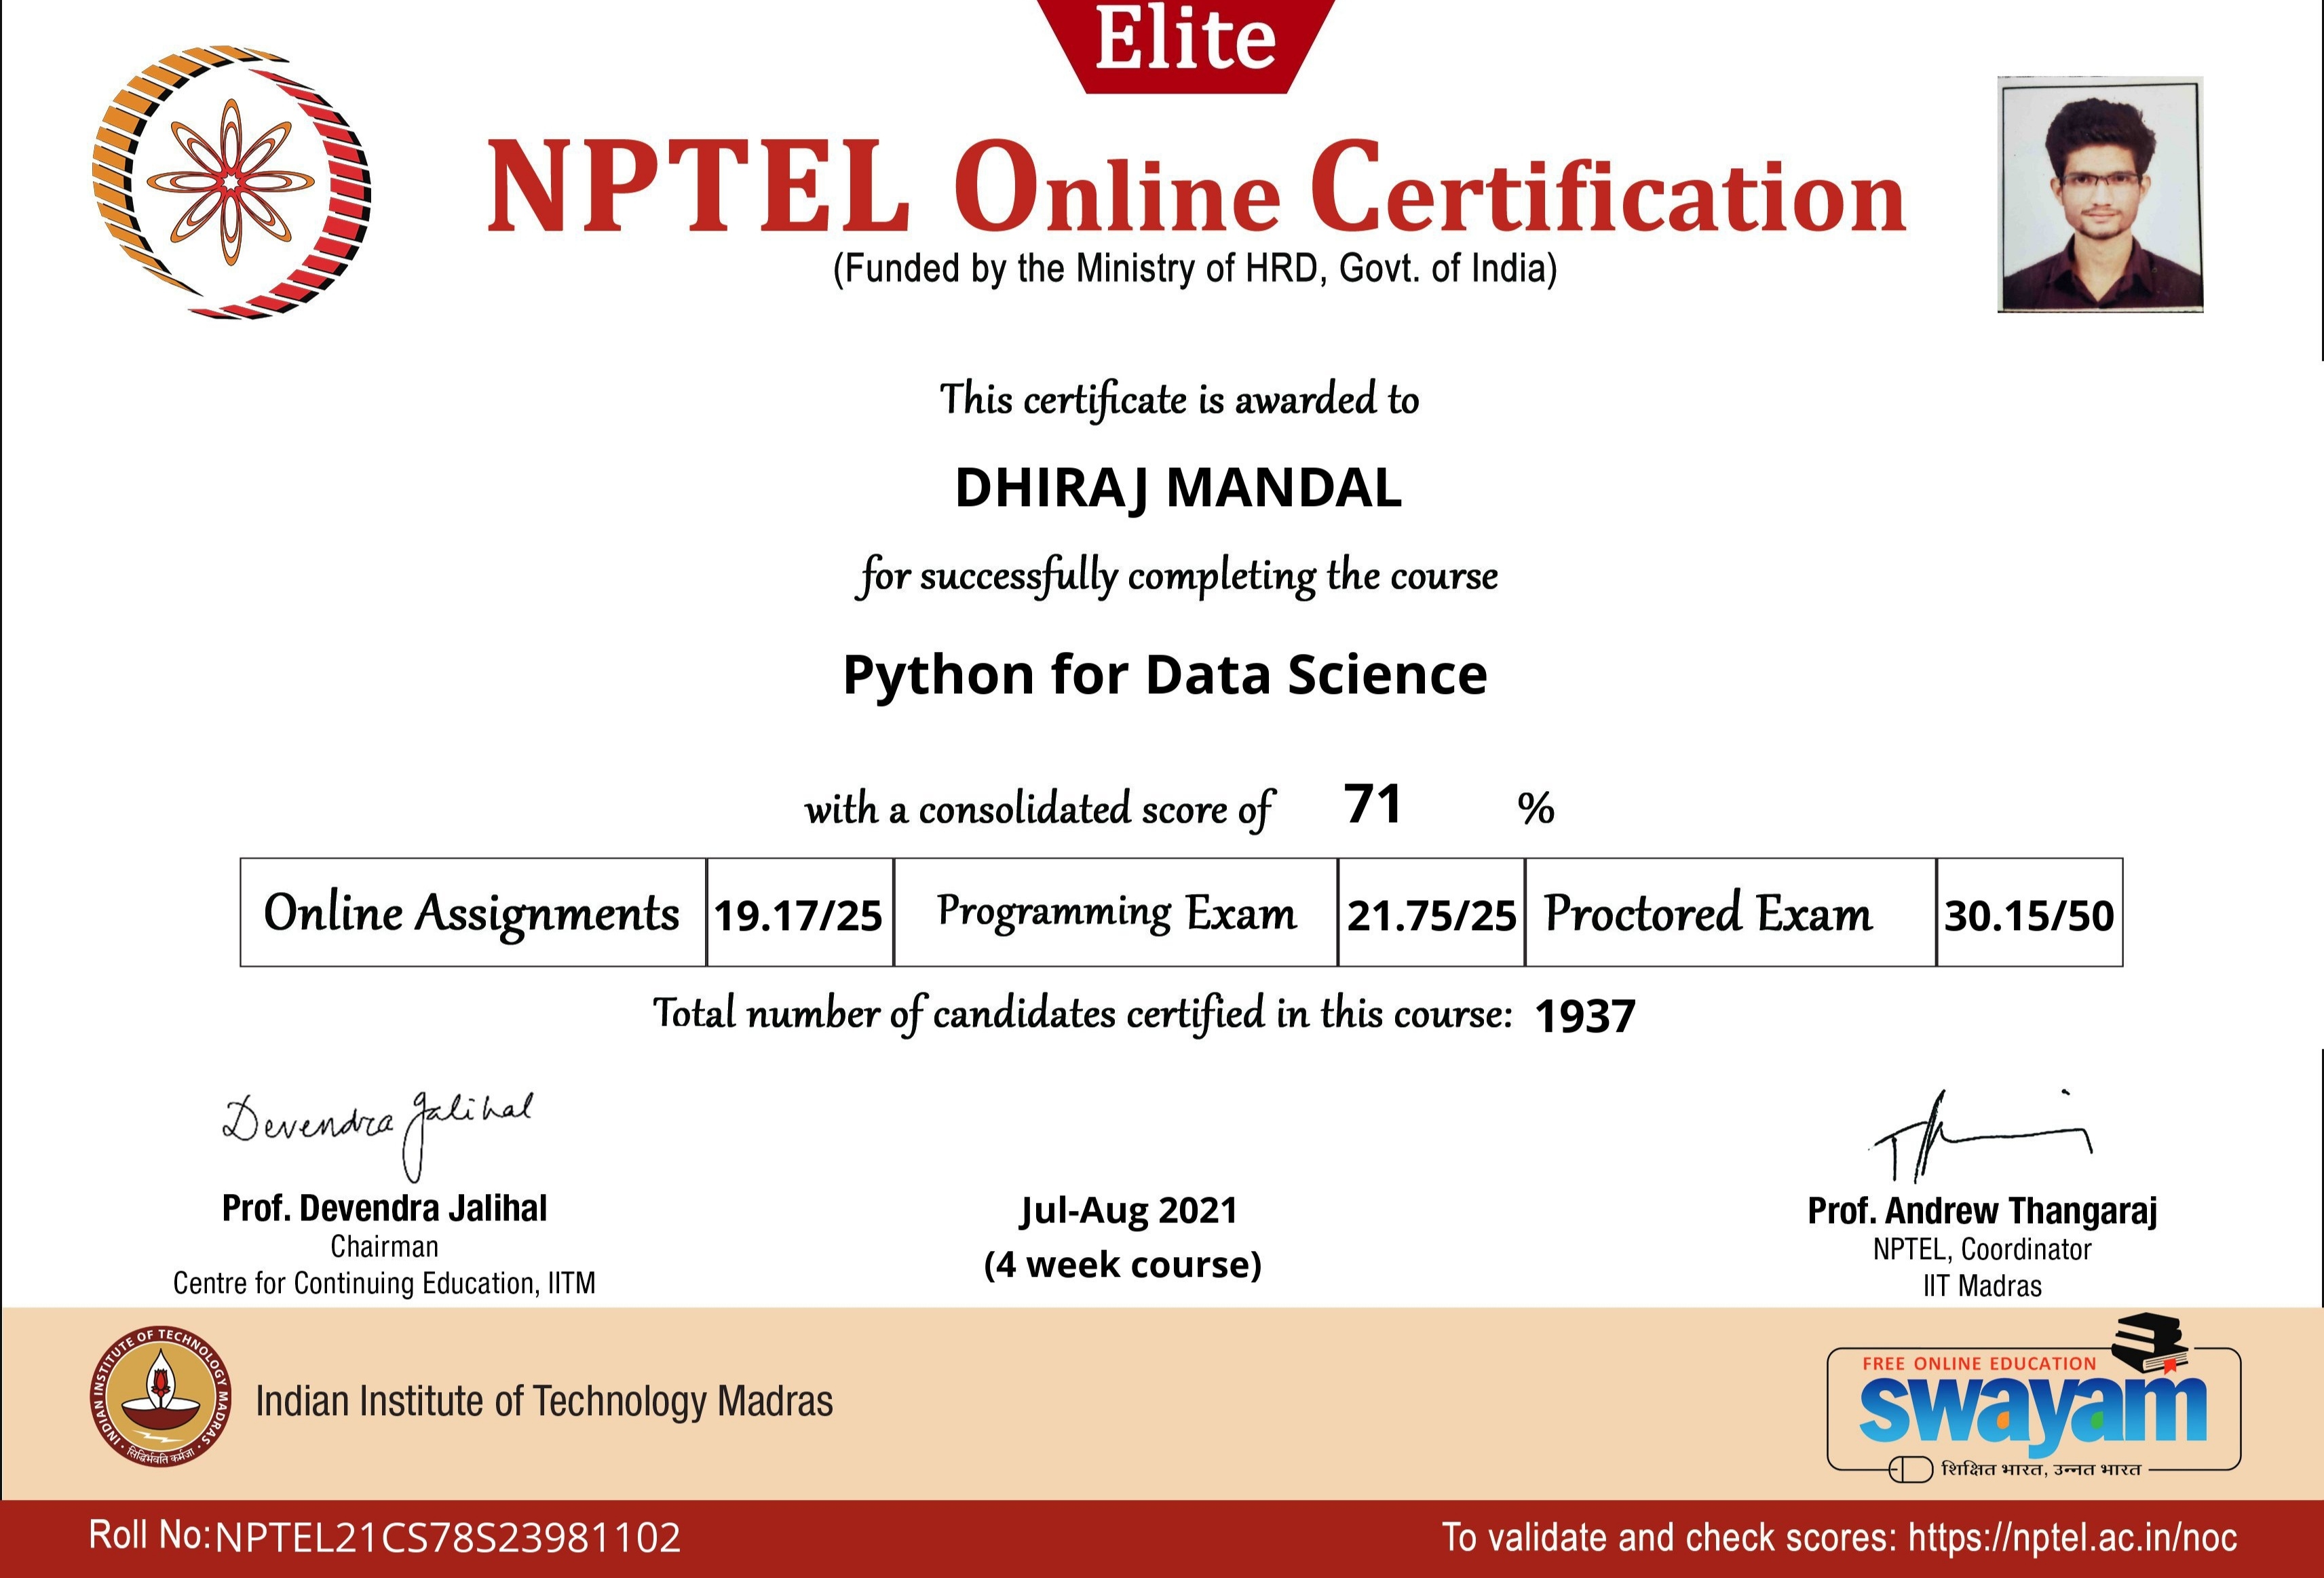 Elite
NPTEL Online Certification
(Funded by the Ministry of HRD, Govt. of India)
This certificate is awarded to
DHIRAJ MANDAL
for successfully completing the course
Python for Data Science
with a consolidated score of 71 %
Online Assignments 19.17/25 Programming Exam 21.75/25 Proctored Exam 30.15/50
Total number of candidates certified in this course: 1937
Devendra Jalihal
Prof. Devendra Jalihal
Chairman
Centre for Continuing Education, IITM
Jul-Aug 2021
(4 week course)
Prof. Andrew Thangaraj
NPTEL, Coordinator
IIT Madras
INDIAN INSTITUTE OF TECHNOLOGY MADRAS
सिद्धिर्भवति कर्मजा
Indian Institute of Technology Madras
FREE ONLINE EDUCATION
swayam
शिक्षित भारत, उन्नत भारत
Roll No:NPTEL21CS78S23981102
To validate and check scores: https://nptel.ac.in/noc